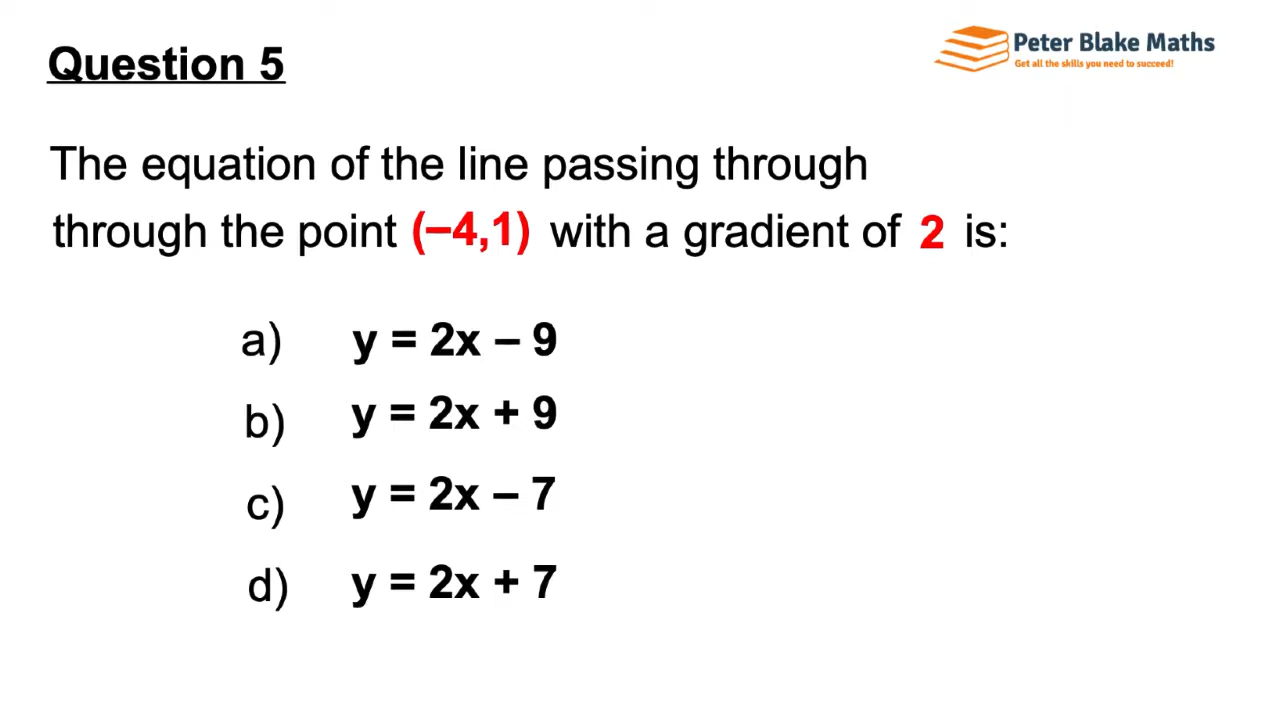 Question 5
Peter Blake Maths
Get all the skills you need to succeed!
The equation of the line passing through
through the point (−4,1) with a gradient of 2 is:
a) y = 2x – 9
b) y = 2x + 9
c) y = 2x – 7
d) y = 2x + 7